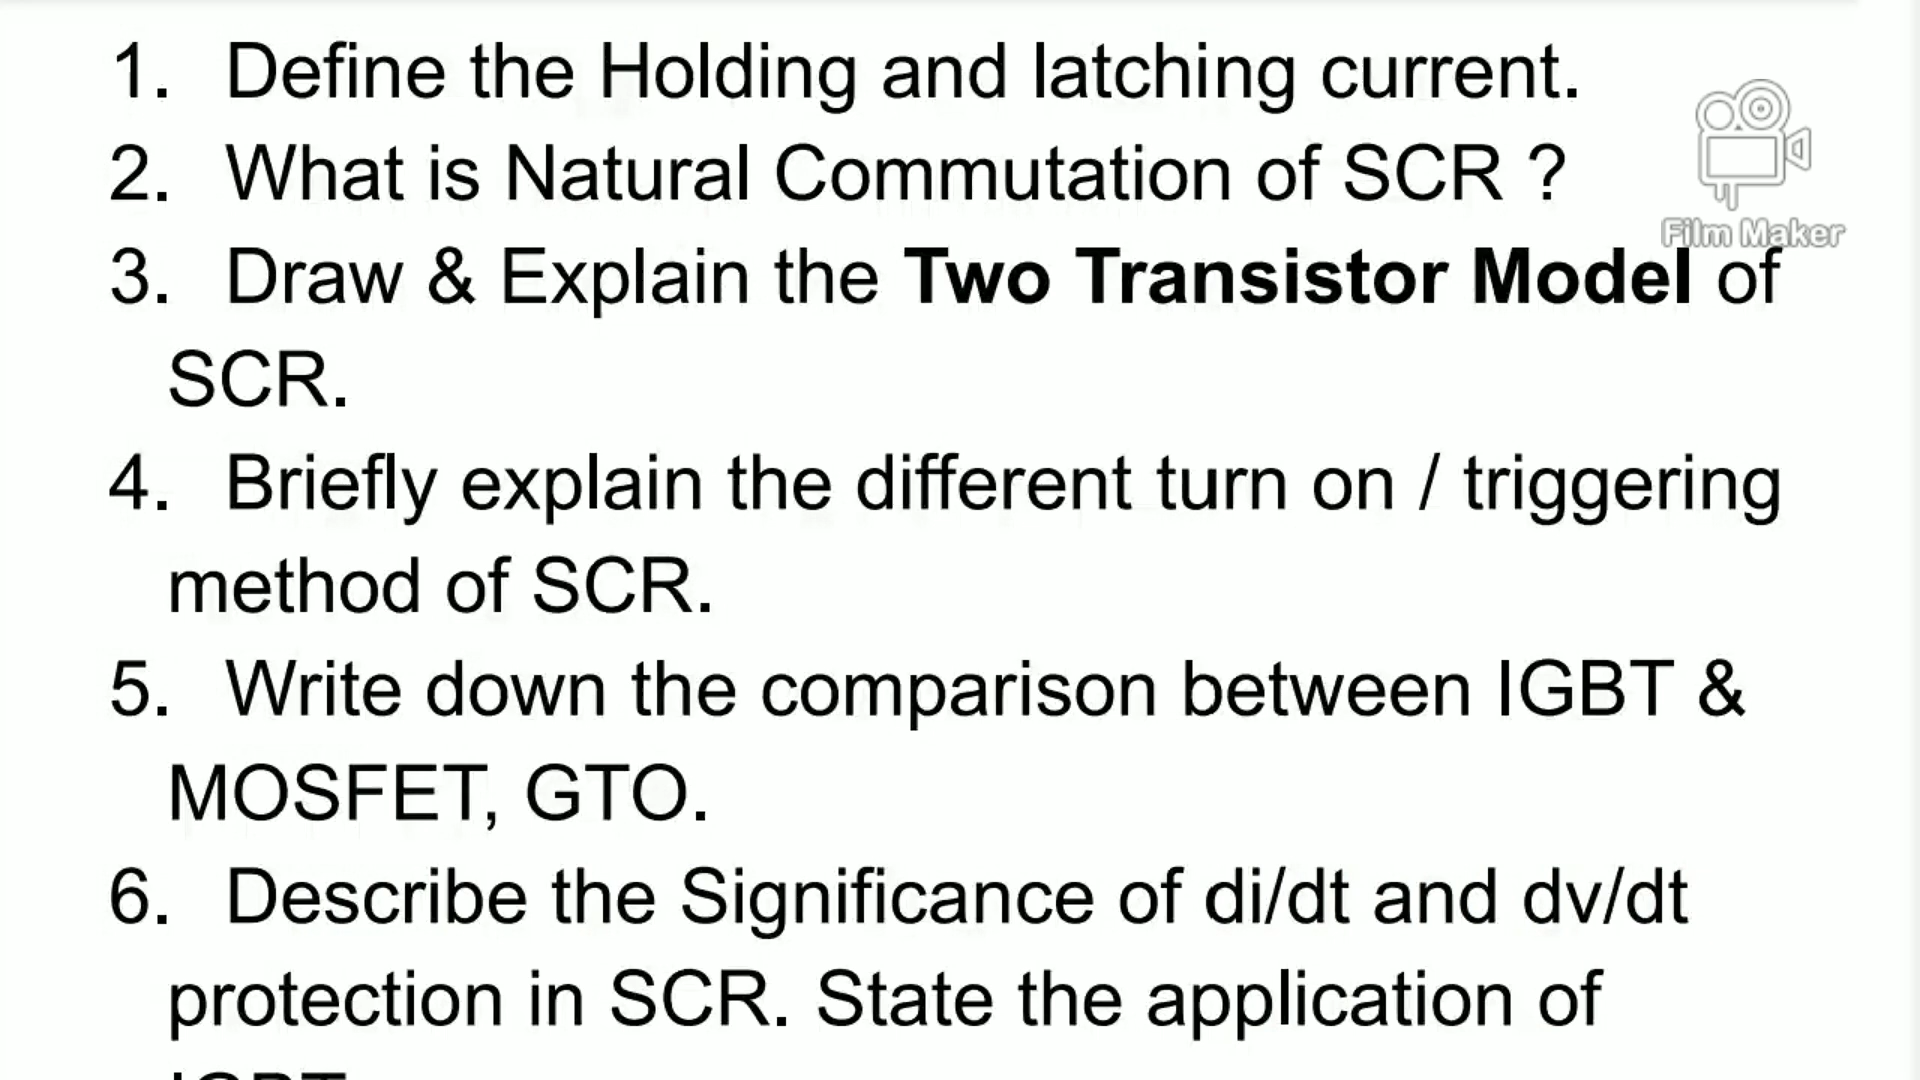 1. Define the Holding and latching current.
2. What is Natural Commutation of SCR ?
Film Maker
3. Draw & Explain the Two Transistor Model of
SCR.
4. Briefly explain the different turn on / triggering
method of SCR.
5. Write down the comparison between IGBT &
MOSFET, GTO.
6. Describe the Significance of di/dt and dv/dt
protection in SCR. State the application of